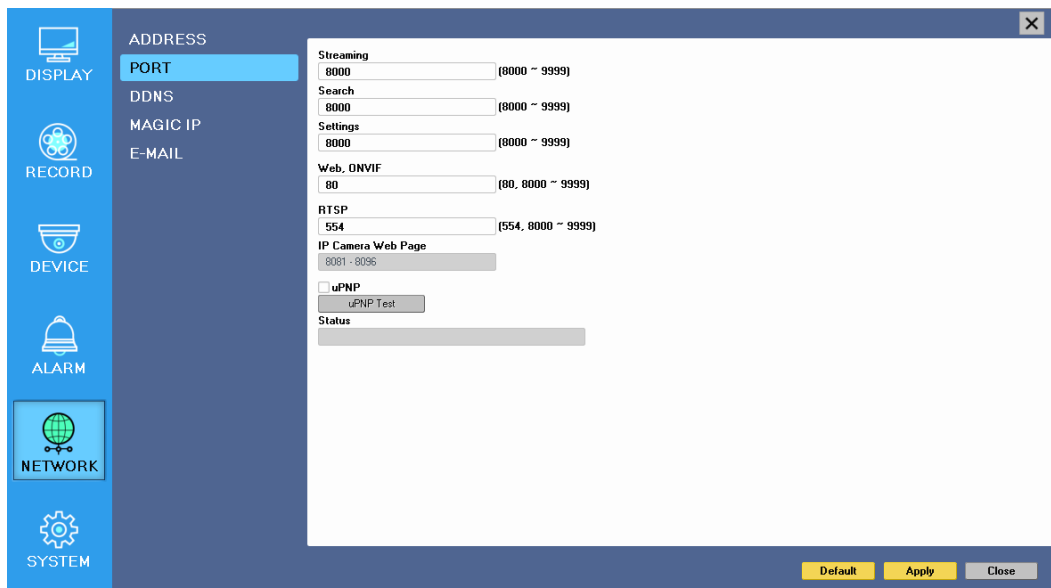 DISPLAY
RECORD
DEVICE
ALARM
NETWORK
SYSTEM
ADDRESS
PORT
DDNS
MAGIC IP
E-MAIL
Streaming
8000 (8000 ~ 9999)
Search
8000 (8000 ~ 9999)
Settings
8000 (8000 ~ 9999)
Web, ONVIF
80 (80, 8000 ~ 9999)
RTSP
554 (554, 8000 ~ 9999)
IP Camera Web Page
8081 - 8096
uPNP
uPNP Test
Status
Default Apply Close